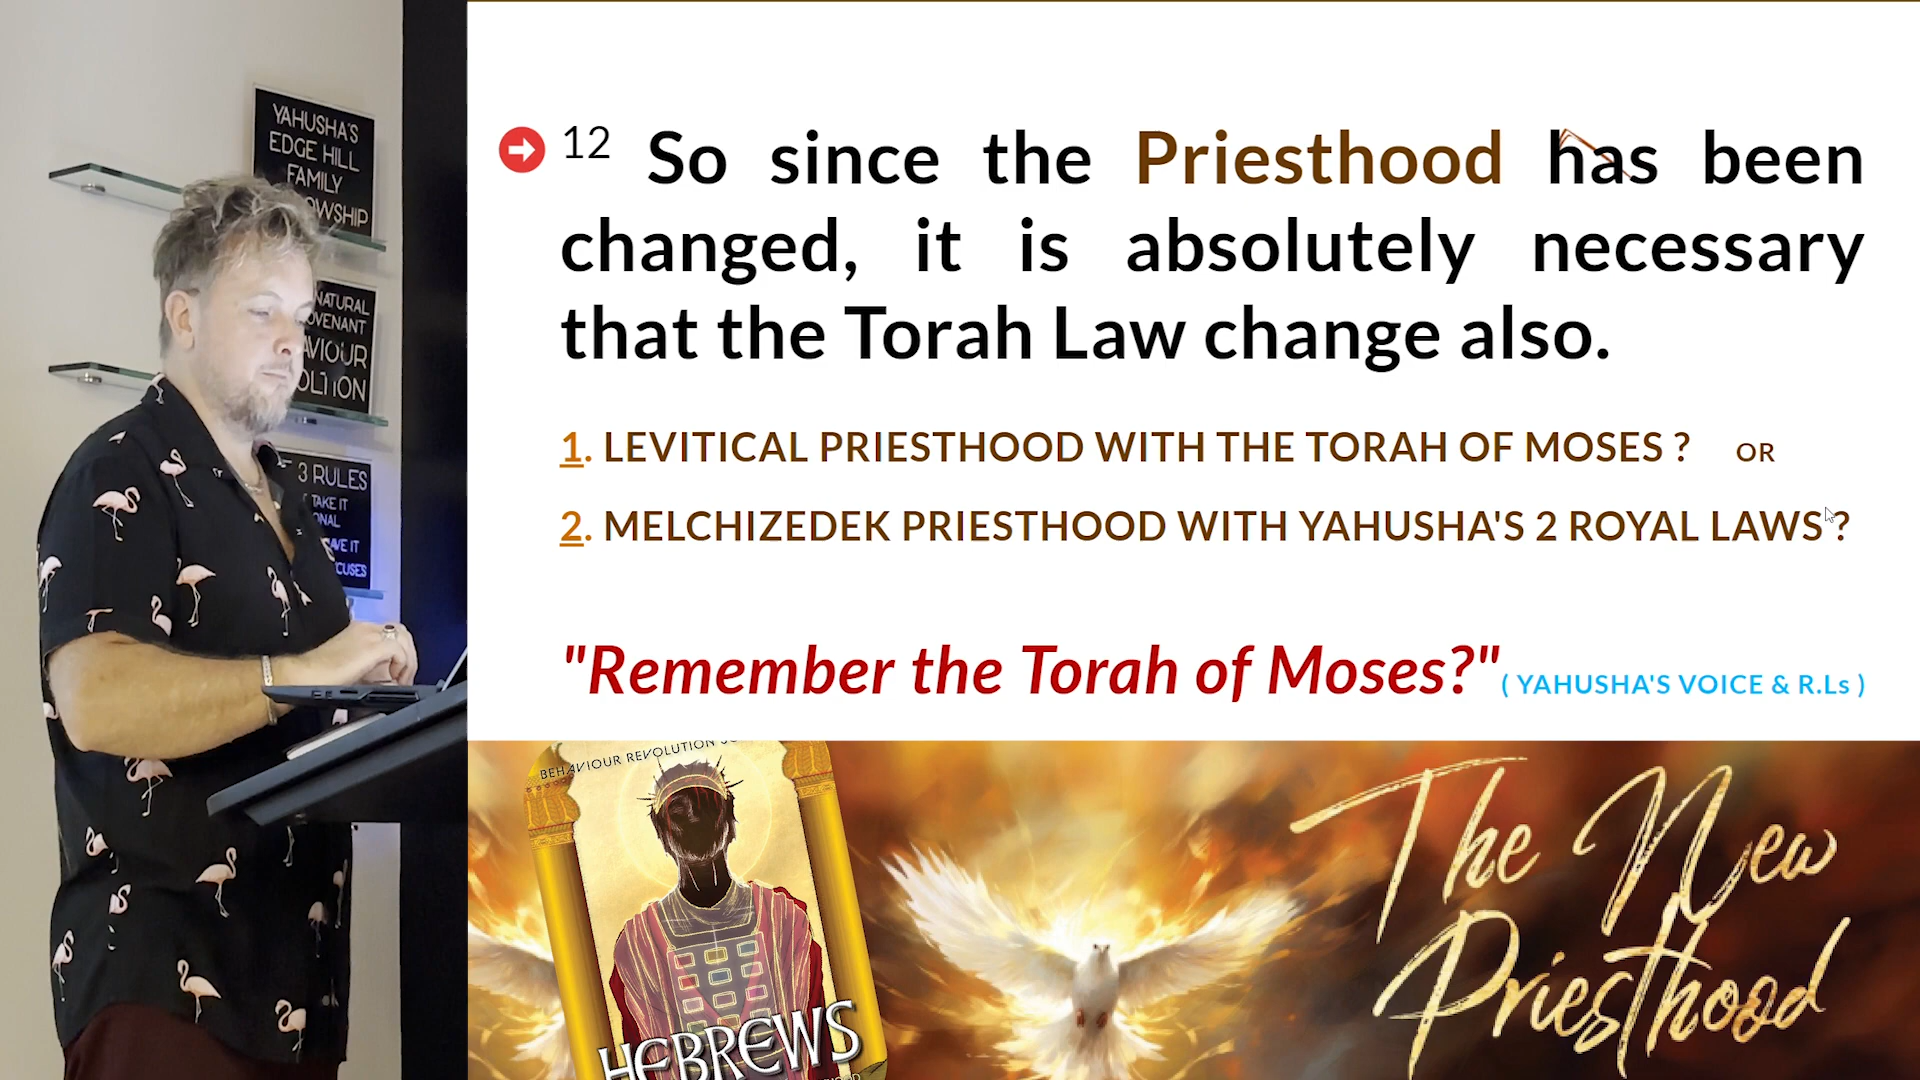 YAHUSHA'S
EDGE HILL
FAMILY
3 RULES
TAKE IT
12 So since the Priesthood has been
changed, it is absolutely necessary
that the Torah Law change also.
1. LEVITICAL PRIESTHOOD WITH THE TORAH OF MOSES ? OR
2. MELCHIZEDEK PRIESTHOOD WITH YAHUSHA'S 2 ROYAL LAWS ?
"Remember the Torah of Moses?" ( YAHUSHA'S VOICE & R.Ls )
BEHAVIOUR REVOLUTION
HEBREWS
The New
Priesthood